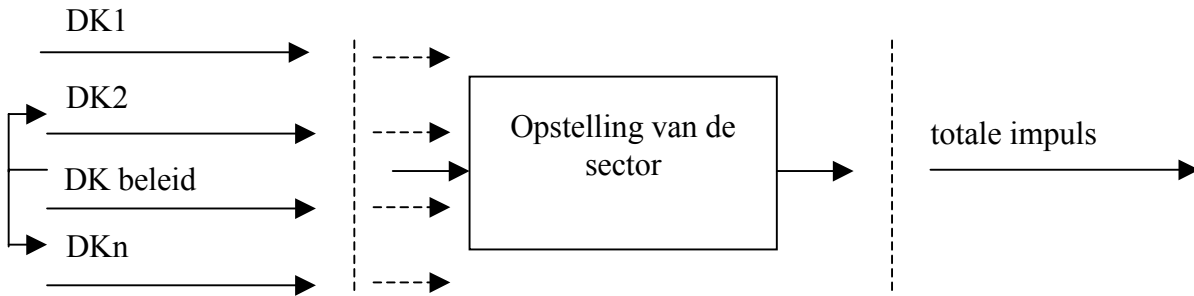 DK1
DK2
DK beleid
DKn
Opstelling van de
sector
totale impuls